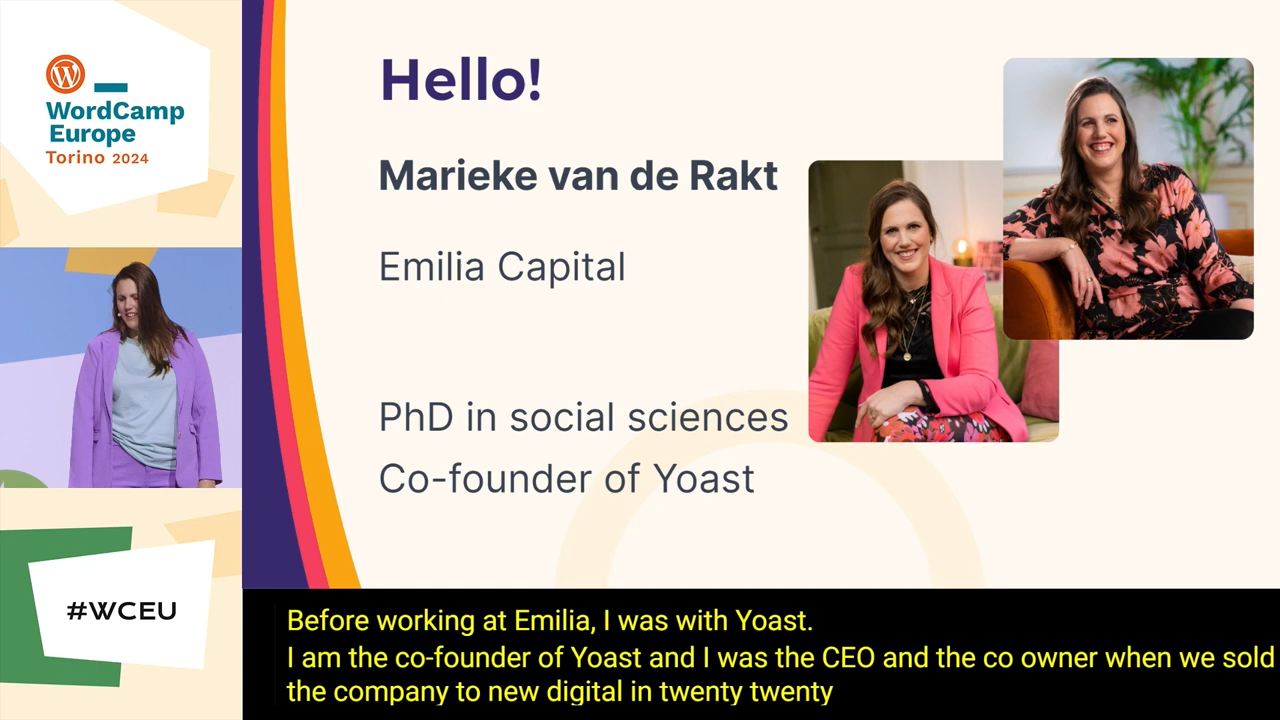 WordCamp
Europe
Torino 2024
#WCEU
Hello!
Marieke van de Rakt
Emilia Capital
PhD in social sciences
Co-founder of Yoast
Before working at Emilia, I was with Yoast.
I am the co-founder of Yoast and I was the CEO and the co owner when we sold
the company to new digital in twenty twenty